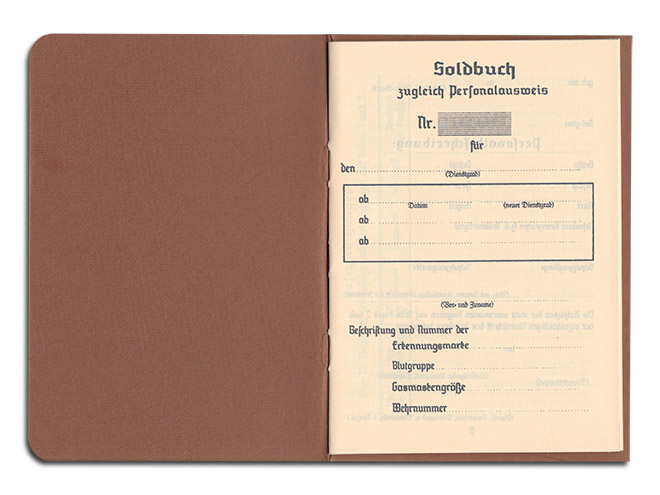 Soldbuch
zugleich Personalausweis
Nr.
für
den
(Dienstgrad)
ab
Datum (neuer Dienstgrad)
ab
ab
(Vor- und Zuname)
Beschriftung und Nummer der
Erkennungsmarke
Blutgruppe
Gasmaskengröße
Wehrnummer